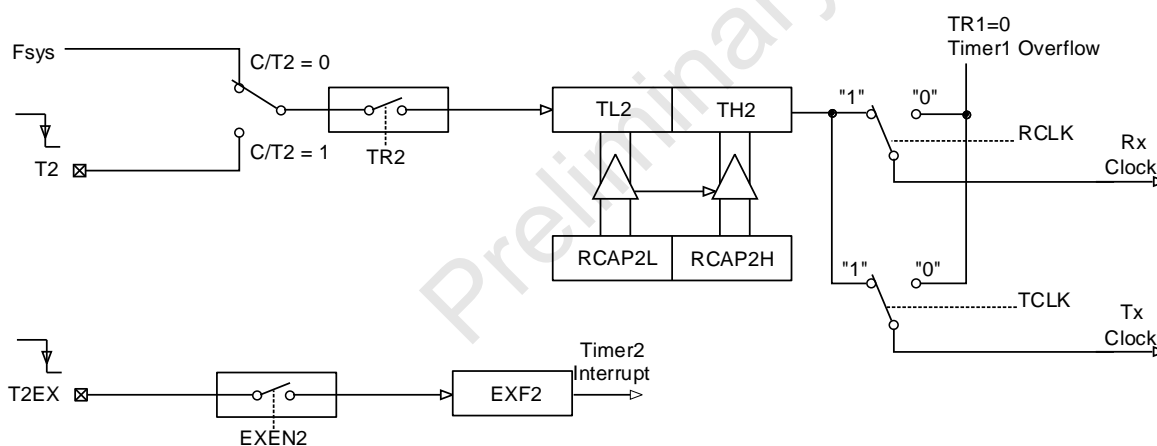 TR1=0
Timer1 Overflow
Fsys
C/T2 = 0
TL2
TH2
"1"
"0"
RCLK
Rx
Clock
T2
C/T2 = 1
TR2
RCAP2L
RCAP2H
"1"
"0"
TCLK
Tx
Clock
T2EX
EXEN2
EXF2
Timer2
Interrupt
Preliminary